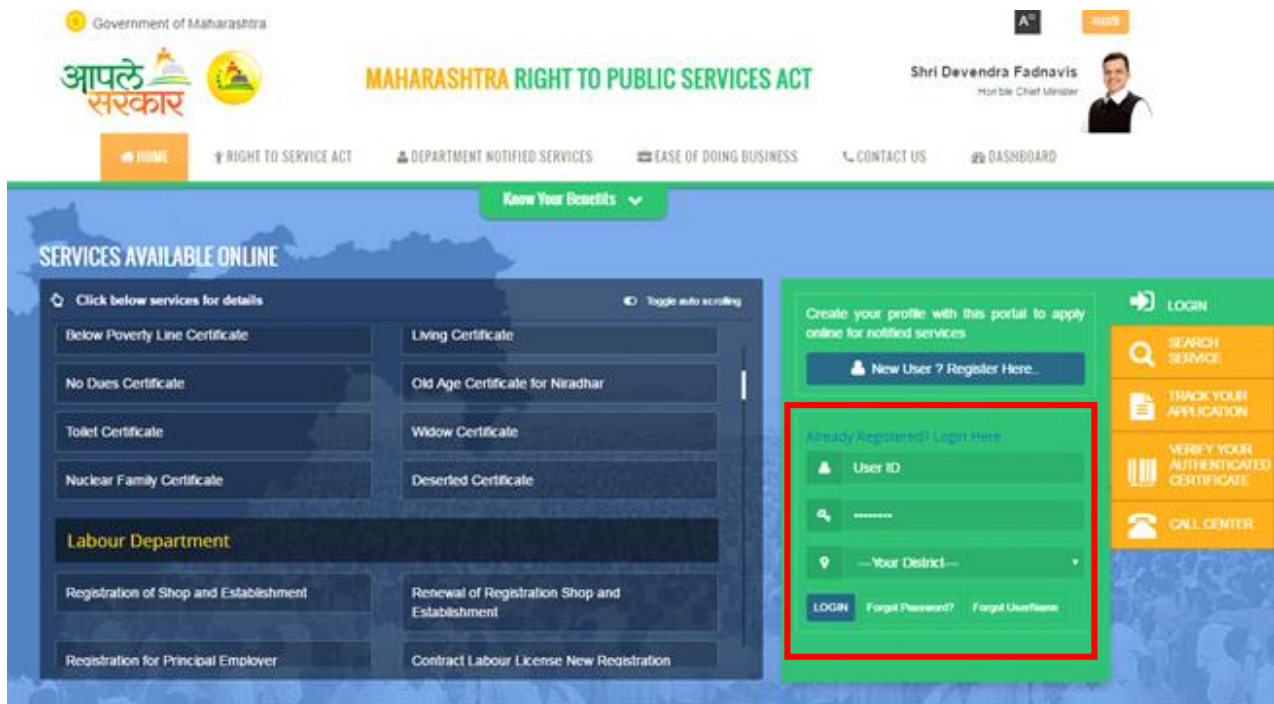 Government of Maharashtra
A
मराठी
आपले
सरकार
MAHARASHTRA RIGHT TO PUBLIC SERVICES ACT
Shri Devendra Fadnavis
Hon'ble Chief Minister
HOME
RIGHT TO SERVICE ACT
DEPARTMENT NOTIFIED SERVICES
EASE OF DOING BUSINESS
CONTACT US
DASHBOARD
Know Your Benefits
SERVICES AVAILABLE ONLINE
Click below services for details
Toggle auto scrolling
Below Poverty Line Certificate
Living Certificate
No Dues Certificate
Old Age Certificate for Niradhar
Toilet Certificate
Widow Certificate
Nuclear Family Certificate
Deserted Certificate
Labour Department
Registration of Shop and Establishment
Renewal of Registration Shop and
Establishment
Registration for Principal Employer
Contract Labour License New Registration
Create your profile with this portal to apply
online for notified services
New User ? Register Here..
Already Registered? Login Here
User ID
---Your District---
LOGIN
Forgot Password?
Forgot UserName
LOGIN
SEARCH
SERVICE
TRACK YOUR
APPLICATION
VERIFY YOUR
AUTHENTICATED
CERTIFICATE
CALL CENTER